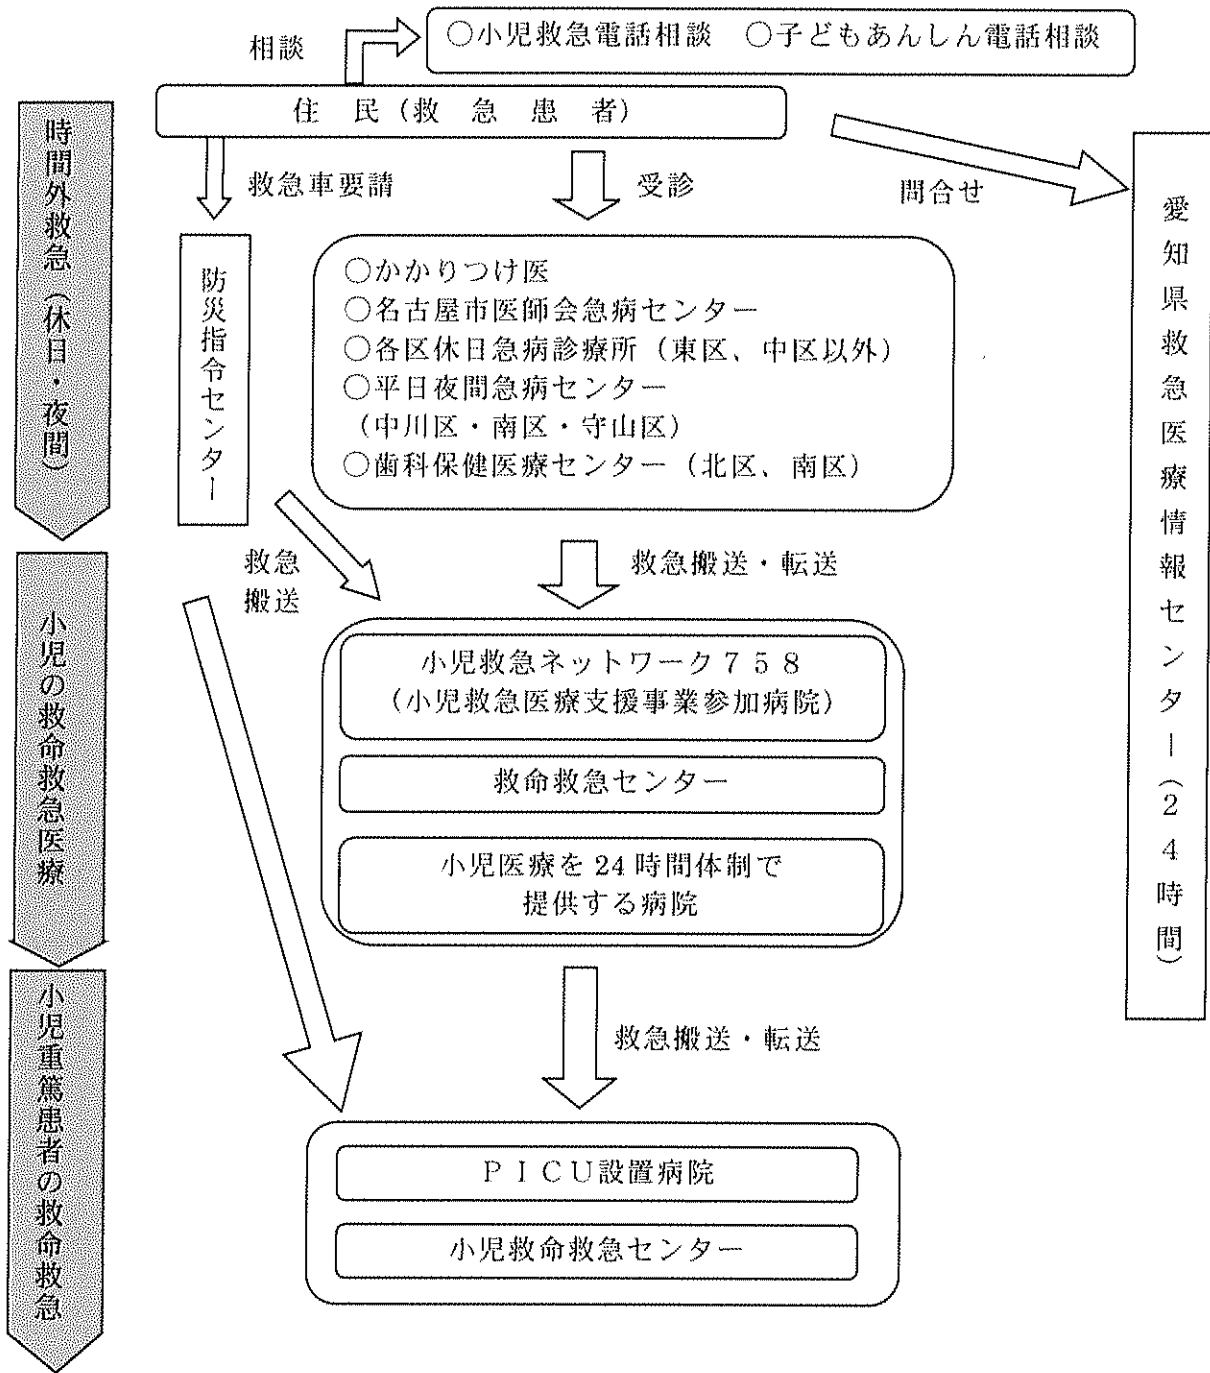 相談
○小児救急電話相談　○子どもあんしん電話相談
住　民（救　急　患　者）
救急車要請
受診
問合せ
時間外救急（休日・夜間）
防災指令センター
○かかりつけ医
○名古屋市医師会急病センター
○各区休日急病診療所（東区、中区以外）
○平日夜間急病センター
（中川区・南区・守山区）
○歯科保健医療センター（北区、南区）
愛知県救急医療情報センター（２４時間）
救急
搬送
救急搬送・転送
小児の救命救急医療
小児救急ネットワーク７５８
（小児救急医療支援事業参加病院）
救命救急センター
小児医療を24時間体制で
提供する病院
救急搬送・転送
小児重篤患者の救命救急
ＰＩＣＵ設置病院
小児救命救急センター